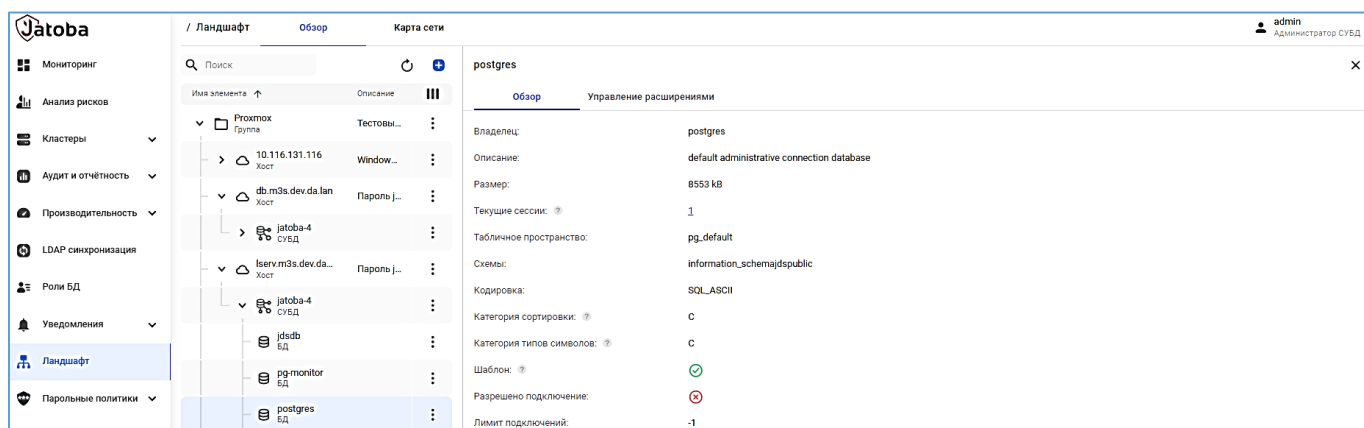 Jatoba
/ Ландшафт Обзор Карта сети
admin
Администратор СУБД
Мониторинг
Анализ рисков
Кластеры
Аудит и отчётность
Производительность
LDAP синхронизация
Роли БД
Уведомления
Ландшафт
Парольные политики
Поиск
Имя элемента Описание
Proxmox Тестовы...
Группа
10.116.131.116 Window...
Хост
db.m3s.dev.da.lan Пароль j...
Хост
jatoba-4
СУБД
lserv.m3s.dev.da... Пароль j...
Хост
jatoba-4
СУБД
jdsdb
БД
pg-monitor
БД
postgres
БД
postgres
Обзор Управление расширениями
Владелец: postgres
Описание: default administrative connection database
Размер: 8553 kB
Текущие сессии: ? 1
Табличное пространство: pg_default
Схемы: information_schemajdspublic
Кодировка: SQL_ASCII
Категория сортировки: ? C
Категория типов символов: ? C
Шаблон: ?
Разрешено подключение:
Лимит подключений: -1